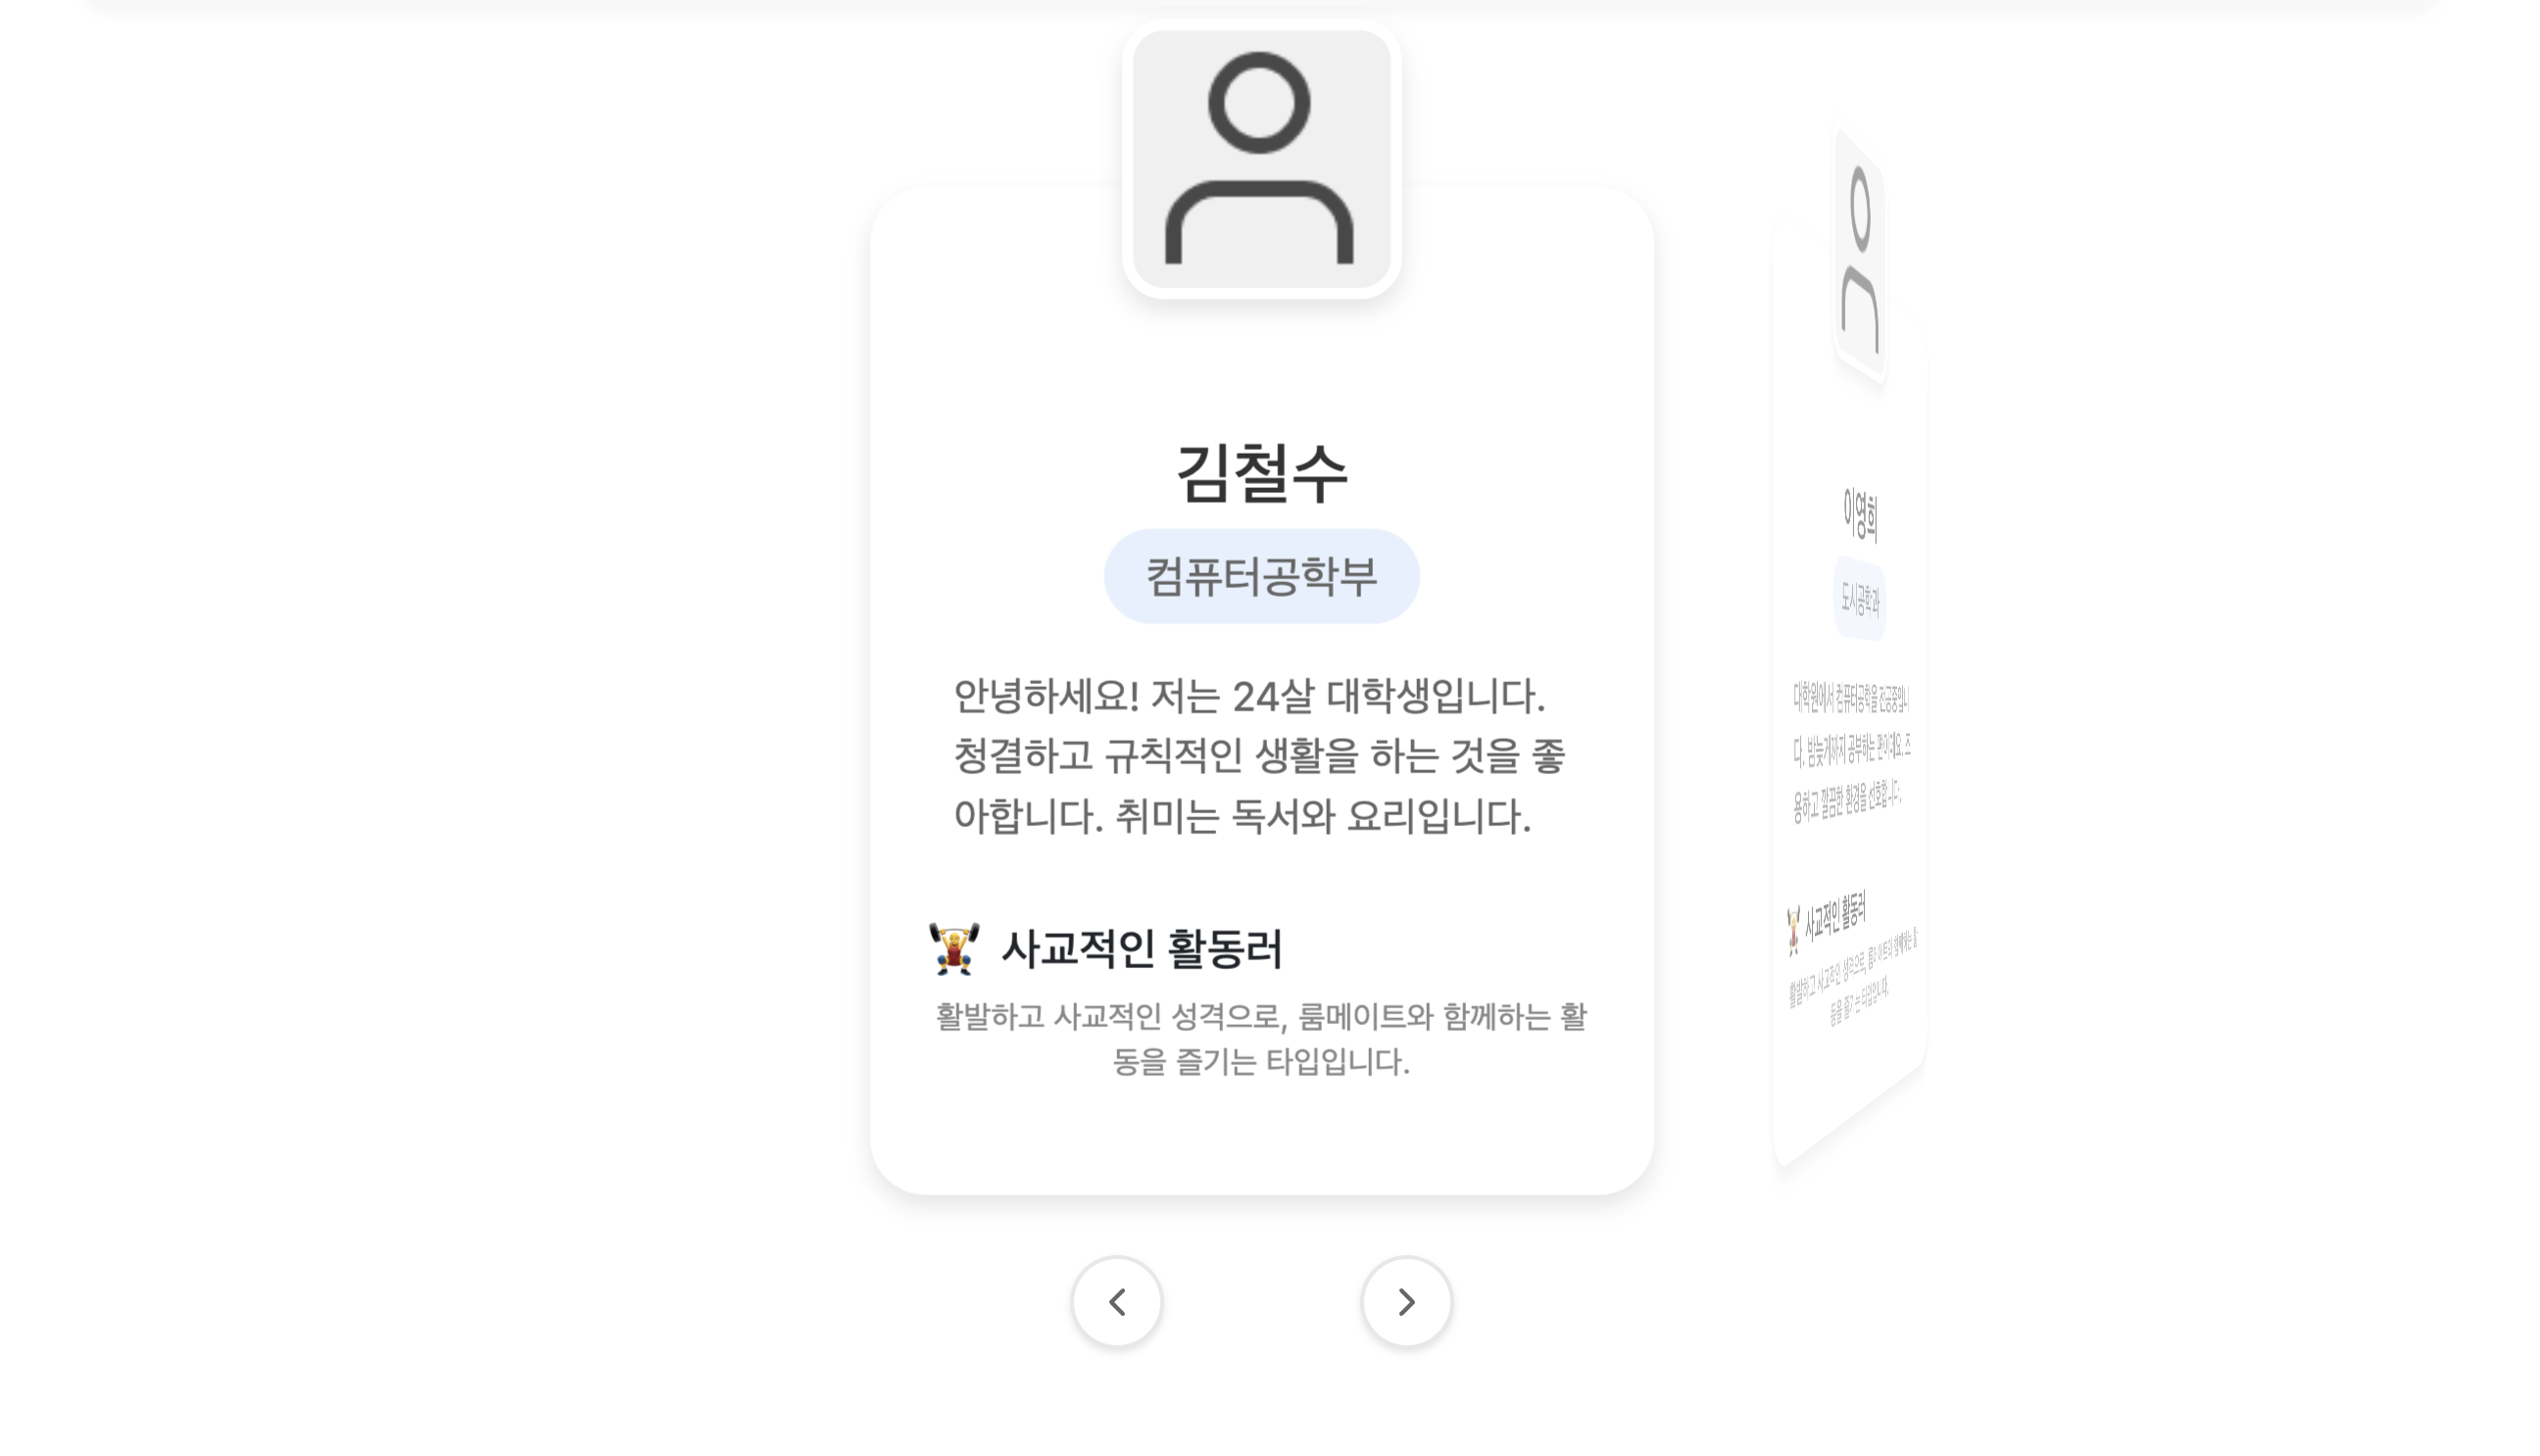 김철수
컴퓨터공학부
안녕하세요! 저는 24살 대학생입니다.
청결하고 규칙적인 생활을 하는 것을 좋
아합니다. 취미는 독서와 요리입니다.
사교적인 활동러
활발하고 사교적인 성격으로, 룸메이트와 함께하는 활
동을 즐기는 타입입니다.
이영희
도시공학과
대학원에서 컴퓨터공학을 전공중입니
다. 밤늦게까지 공부하는 편이에요. 조
용하고 깔끔한 환경을 선호합니다.
사교적인 활동러
활발하고 사교적인 성격으로, 룸메이트와 함께하는 활
동을 즐기는 타입입니다.